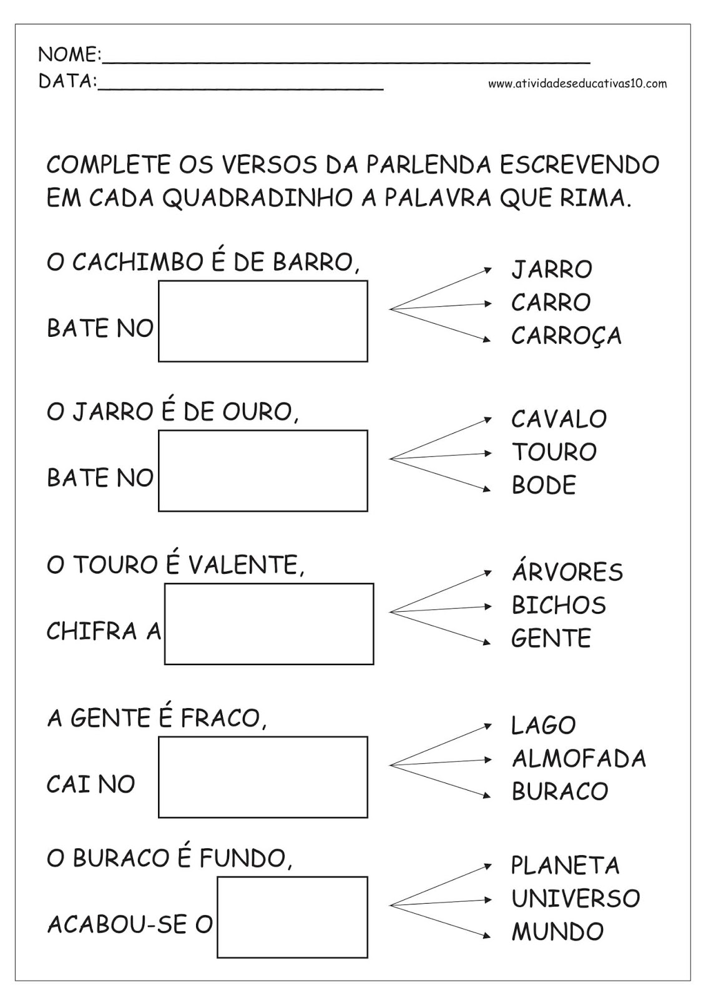 NOME:
DATA:
www.atividadeseducativas10.com
COMPLETE OS VERSOS DA PARLENDA ESCREVENDO
EM CADA QUADRADINHO A PALAVRA QUE RIMA.
O CACHIMBO É DE BARRO,
BATE NO
JARRO
CARRO
CARROÇA
O JARRO É DE OURO,
BATE NO
CAVALO
TOURO
BODE
O TOURO É VALENTE,
CHIFRA A
ÁRVORES
BICHOS
GENTE
A GENTE É FRACO,
CAI NO
LAGO
ALMOFADA
BURACO
O BURACO É FUNDO,
ACABOU-SE O
PLANETA
UNIVERSO
MUNDO